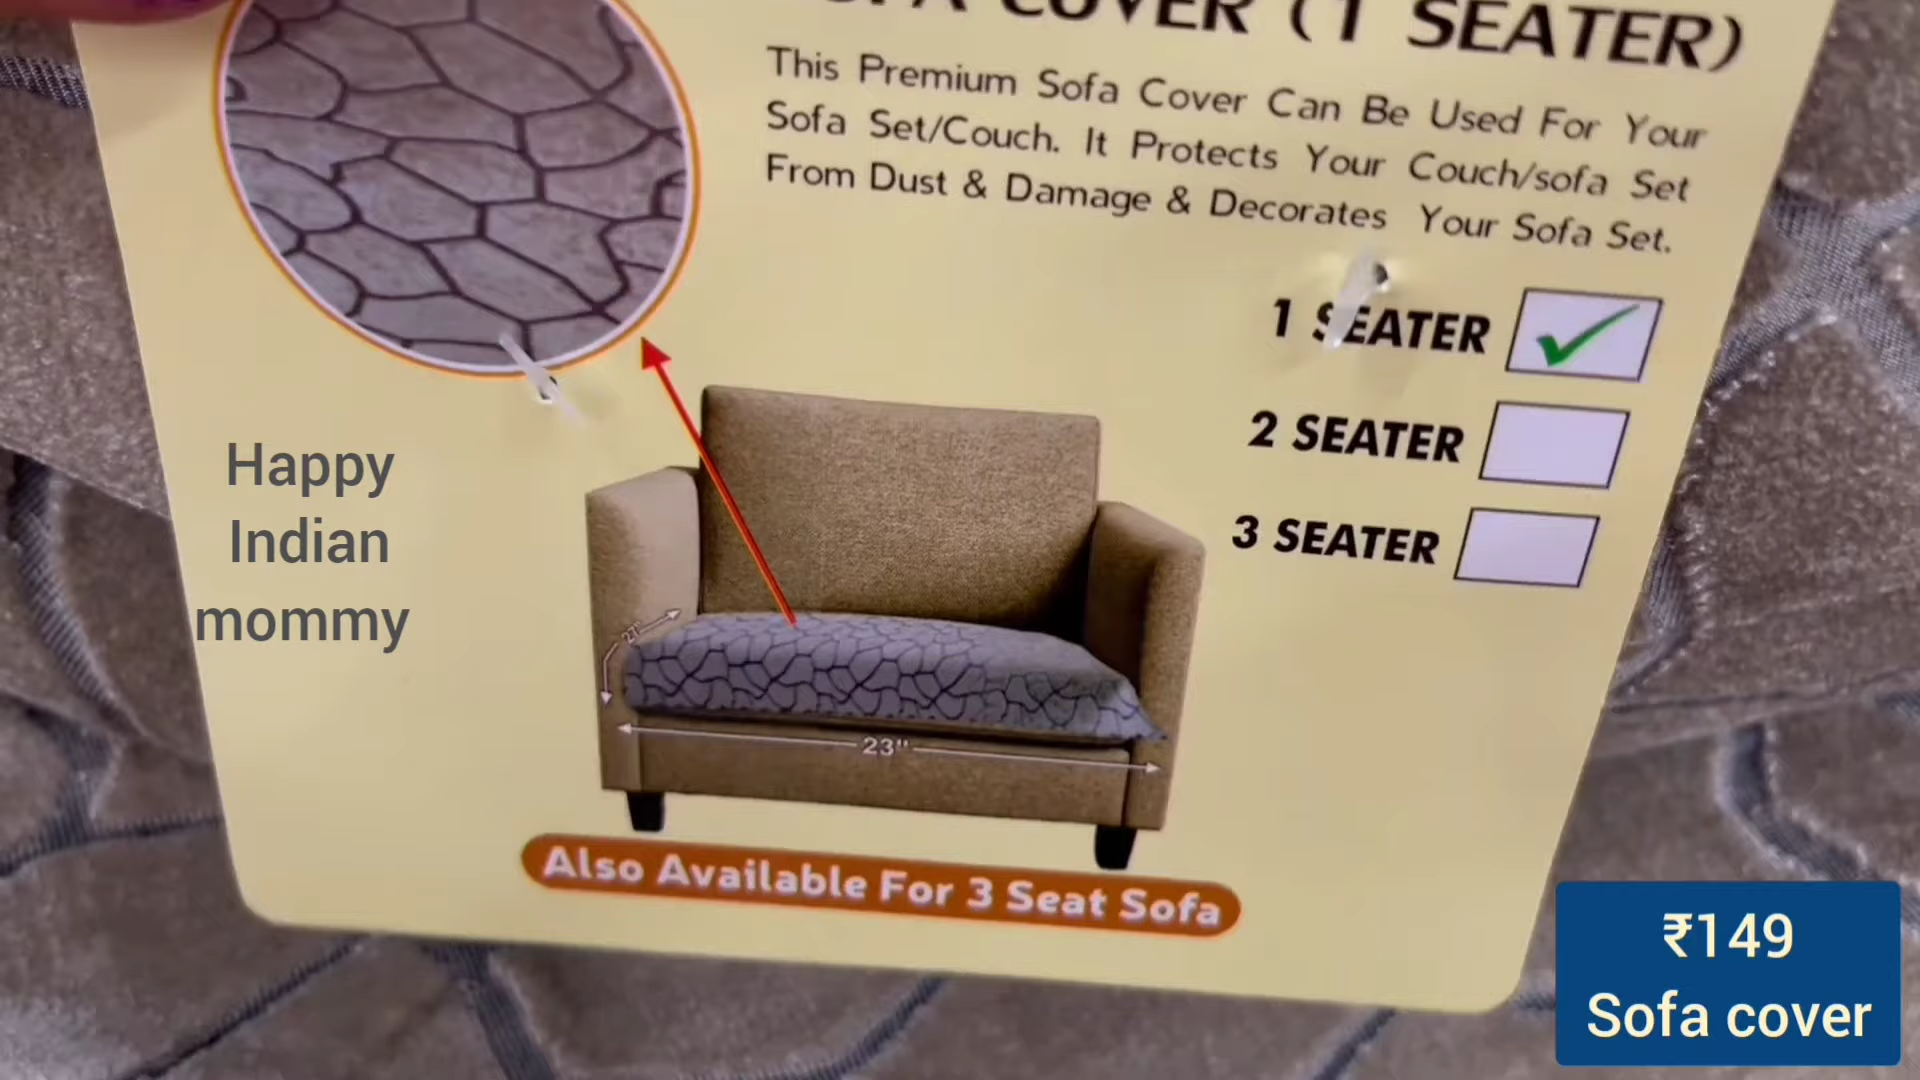 SOFA COVER (1 SEATER)
This Premium Sofa Cover Can Be Used For Your
Sofa Set/Couch. It Protects Your Couch/sofa Set
From Dust & Damage & Decorates Your Sofa Set.
1 SEATER
2 SEATER
3 SEATER
Happy
Indian
mommy
27"
23"
Also Available For 3 Seat Sofa
₹149
Sofa cover